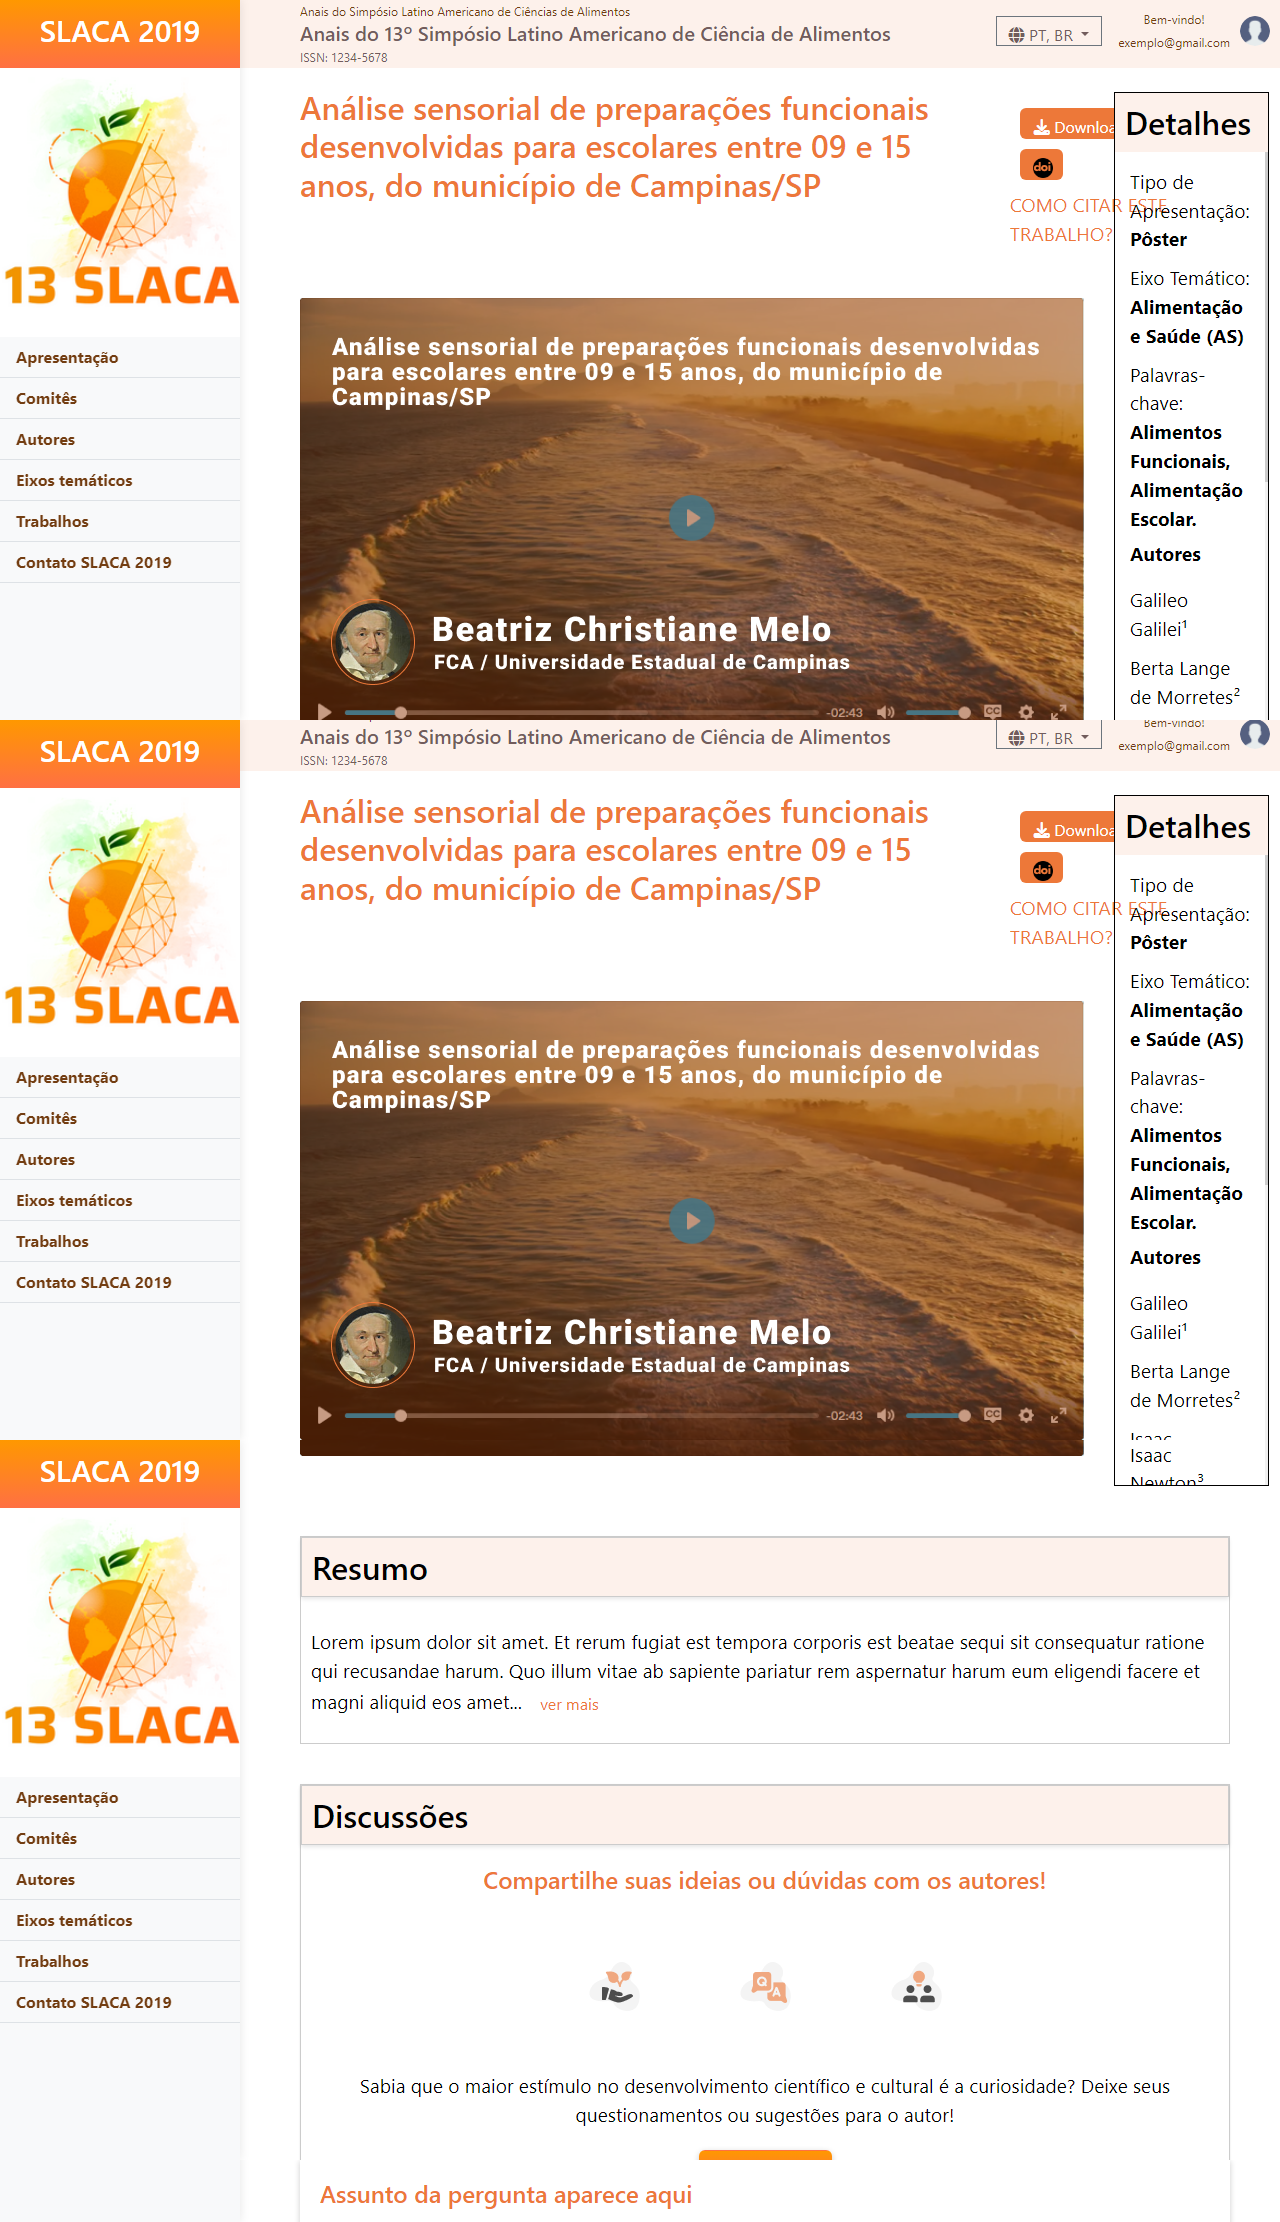 SLACA 2019
Anais do Simpósio Latino Americano de Ciências de Alimentos
Anais do 13º Simpósio Latino Americano de Ciência de Alimentos
ISSN: 1234-5678
PT, BR
Bem-vindo!
exemplo@gmail.com
13 SLACA
Apresentação
Comitês
Autores
Eixos temáticos
Trabalhos
Contato SLACA 2019
Análise sensorial de preparações funcionais
desenvolvidas para escolares entre 09 e 15
anos, do município de Campinas/SP
doi
COMO CITAR ESTE
TRABALHO?
Detalhes
Tipo de
Apresentação:
Pôster
Eixo Temático:
Alimentação
e Saúde (AS)
Palavras-
chave:
Alimentos
Funcionais,
Alimentação
Escolar.
Autores
Galileo
Galilei¹
Berta Lange
de Morretes²
Análise sensorial de preparações funcionais desenvolvidas
para escolares entre 09 e 15 anos, do município de
Campinas/SP
Beatriz Christiane Melo
FCA / Universidade Estadual de Campinas
-02:43
CC
SLACA 2019
Anais do 13º Simpósio Latino Americano de Ciência de Alimentos
ISSN: 1234-5678
PT, BR
Bem-vindo!
exemplo@gmail.com
13 SLACA
Apresentação
Comitês
Autores
Eixos temáticos
Trabalhos
Contato SLACA 2019
Análise sensorial de preparações funcionais
desenvolvidas para escolares entre 09 e 15
anos, do município de Campinas/SP
doi
COMO CITAR ESTE
TRABALHO?
Detalhes
Tipo de
Apresentação:
Pôster
Eixo Temático:
Alimentação
e Saúde (AS)
Palavras-
chave:
Alimentos
Funcionais,
Alimentação
Escolar.
Autores
Galileo
Galilei¹
Berta Lange
de Morretes²
Isaac
Isaac
Newton³
Análise sensorial de preparações funcionais desenvolvidas
para escolares entre 09 e 15 anos, do município de
Campinas/SP
Beatriz Christiane Melo
FCA / Universidade Estadual de Campinas
-02:43
CC
SLACA 2019
13 SLACA
Apresentação
Comitês
Autores
Eixos temáticos
Trabalhos
Contato SLACA 2019
Resumo
Lorem ipsum dolor sit amet. Et rerum fugiat est tempora corporis est beatae sequi sit consequatur ratione
qui recusandae harum. Quo illum vitae ab sapiente pariatur rem aspernatur harum eum eligendi facere et
magni aliquid eos amet... ver mais
Discussões
Compartilhe suas ideias ou dúvidas com os autores!
Q
A
Sabia que o maior estímulo no desenvolvimento científico e cultural é a curiosidade? Deixe seus
questionamentos ou sugestões para o autor!
Assunto da pergunta aparece aqui